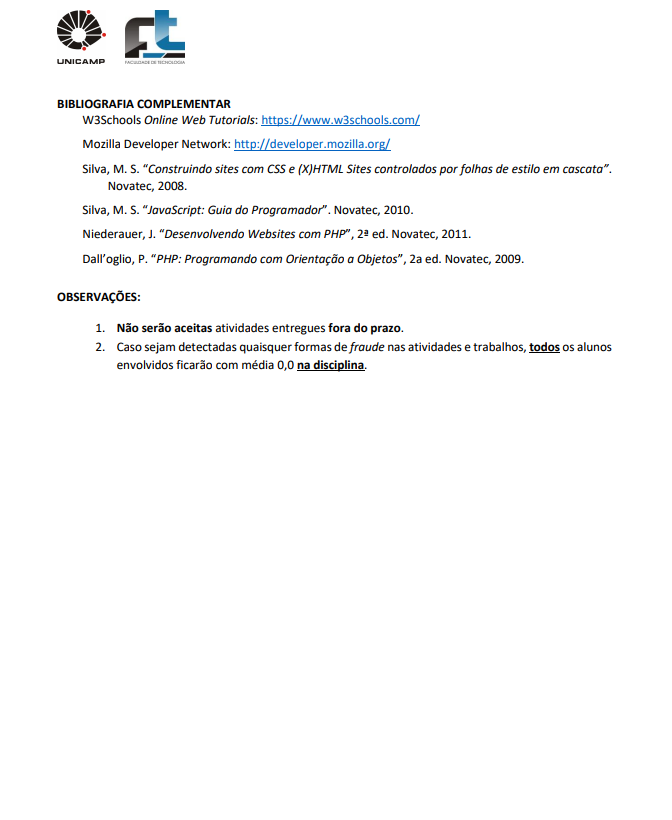 UNICAMP
FACULDADE DE TECNOLOGIA
BIBLIOGRAFIA COMPLEMENTAR
W3Schools Online Web Tutorials: https://www.w3schools.com/
Mozilla Developer Network: http://developer.mozilla.org/
Silva, M. S. “Construindo sites com CSS e (X)HTML Sites controlados por folhas de estilo em cascata”.
Novatec, 2008.
Silva, M. S. “JavaScript: Guia do Programador”. Novatec, 2010.
Niederauer, J. “Desenvolvendo Websites com PHP”, 2ª ed. Novatec, 2011.
Dall’oglio, P. “PHP: Programando com Orientação a Objetos”, 2a ed. Novatec, 2009.
OBSERVAÇÕES:
1. Não serão aceitas atividades entregues fora do prazo.
2. Caso sejam detectadas quaisquer formas de fraude nas atividades e trabalhos, todos os alunos
envolvidos ficarão com média 0,0 na disciplina.